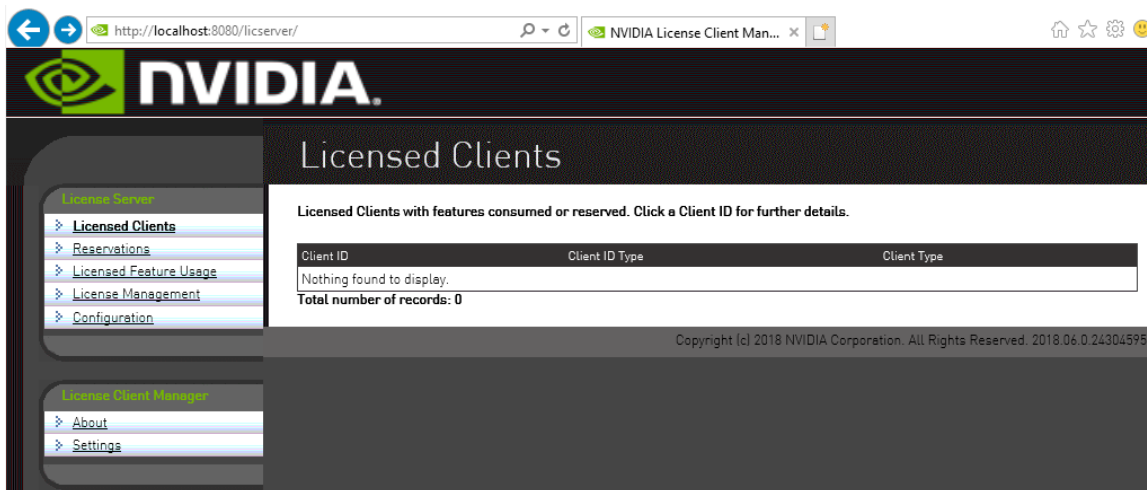 http://localhost:8080/licserver/
NVIDIA License Client Man...
NVIDIA.
Licensed Clients
License Server
Licensed Clients
Reservations
Licensed Feature Usage
License Management
Configuration
License Client Manager
About
Settings
Licensed Clients with features consumed or reserved. Click a Client ID for further details.
Client ID Client ID Type Client Type
Nothing found to display.
Total number of records: 0
Copyright (c) 2018 NVIDIA Corporation. All Rights Reserved. 2018.06.0.24304595